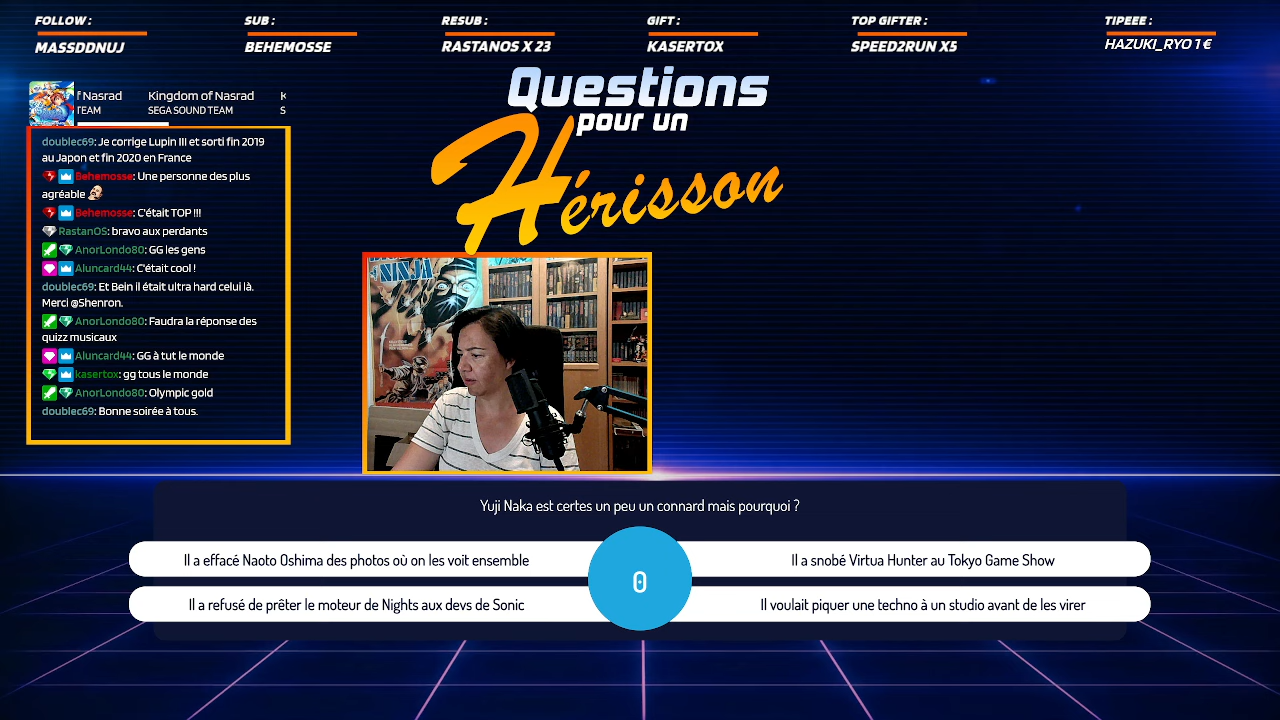 FOLLOW :
MASSDDNUJ
SUB :
BEHEMOSSE
RESUB :
RASTANOS X 23
GIFT :
KASERTOX
TOP GIFTER :
SPEED2RUN X5
TIPEEE :
HAZUKI_RYO 1 €
f Nasrad
TEAM
Kingdom of Nasrad
SEGA SOUND TEAM
K
S
Questions
pour un
Hérisson
doublec69: Je corrige Lupin III et sorti fin 2019
au Japon et fin 2020 en France
Behemosse: Une personne des plus
agréable
Behemosse: C'était TOP !!!
RastanOS: bravo aux perdants
AnorLondo80: GG les gens
Aluncard44: C'était cool !
doublec69: Et Bein il était ultra hard celui là.
Merci @Shenron.
AnorLondo80: Faudra la réponse des
quizz musicaux
Aluncard44: GG à tut le monde
kasertox: gg tous le monde
AnorLondo80: Olympic gold
doublec69: Bonne soirée à tous.
NINJA
Yuji Naka est certes un peu un connard mais pourquoi ?
Il a effacé Naoto Oshima des photos où on les voit ensemble
Il a snobé Virtua Hunter au Tokyo Game Show
0
Il a refusé de prêter le moteur de Nights aux devs de Sonic
Il voulait piquer une techno à un studio avant de les virer